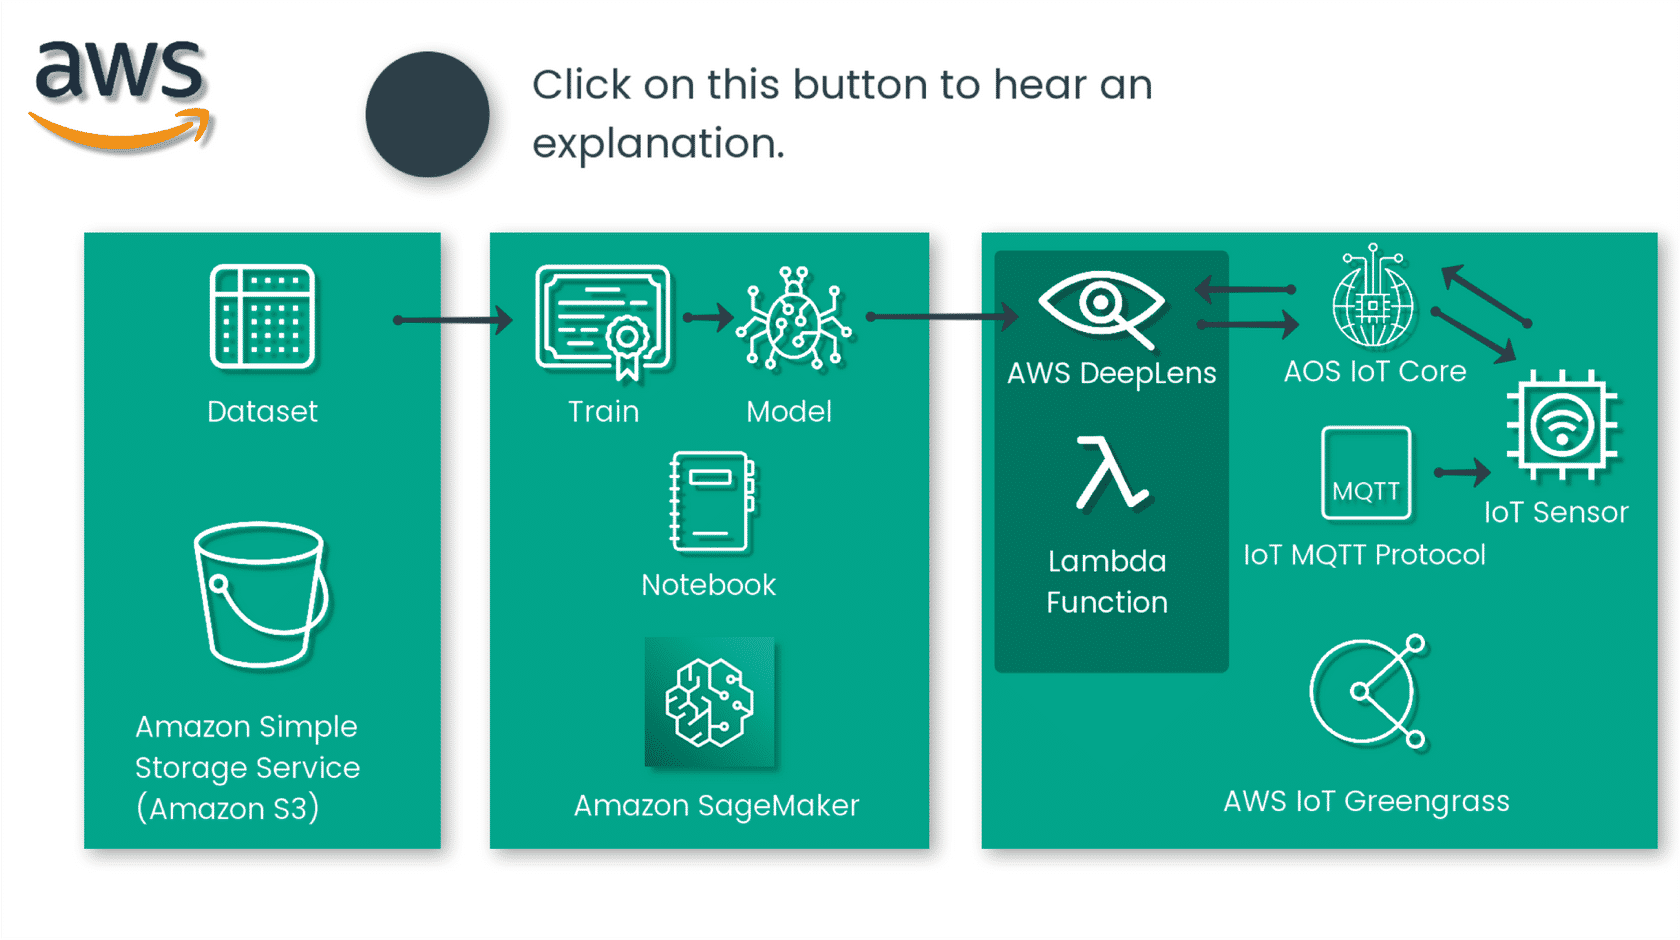 aws
Click on this button to hear an
explanation.
Dataset
Amazon Simple
Storage Service
(Amazon S3)
Train
Model
Notebook
Amazon SageMaker
AWS DeepLens
Lambda
Function
AOS IoT Core
MQTT
IoT MQTT Protocol
IoT Sensor
AWS IoT Greengrass